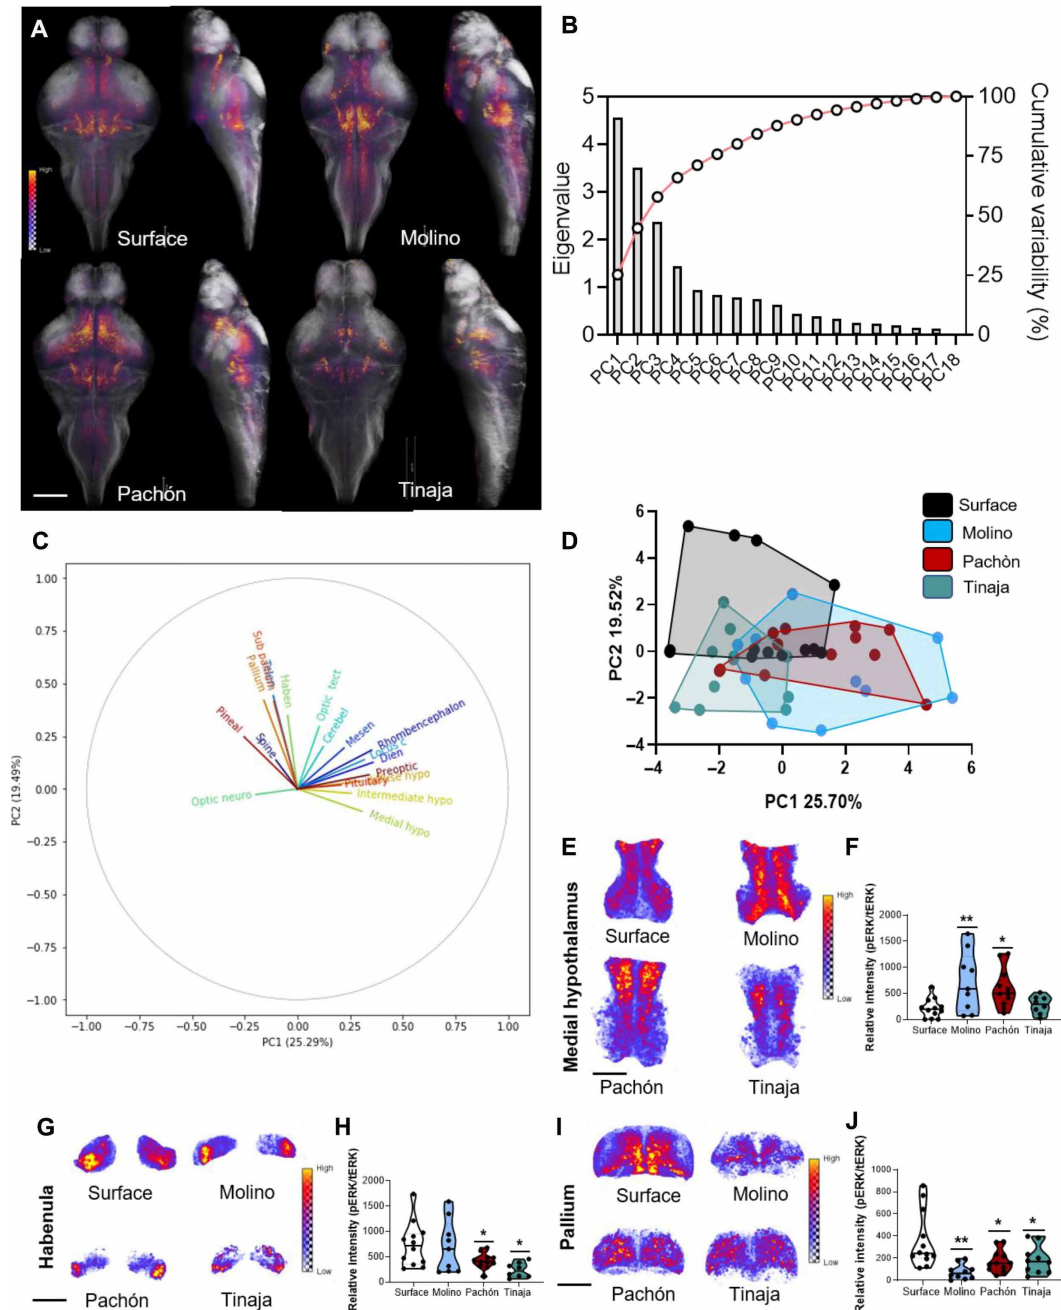 A
High
Low
Surface
Molino
Pachón
Tinaja
B
Eigenvalue
5
4
3
2
1
0
Cumulative variability (%)
100
75
50
25
0
PC1
PC2
PC3
PC4
PC5
PC6
PC7
PC8
PC9
PC10
PC11
PC12
PC13
PC14
PC15
PC16
PC17
PC18
C
PC2 (19.49%)
1.00
0.75
0.50
0.25
0.00
−0.25
−0.50
−0.75
−1.00
Sub pallium
Pallium
Haben
Optic tect
Cerebel
Mesen
Rhombencephalon
Locus c
Dien
Preoptic
hypo
Pituitary
Intermediate hypo
Medial hypo
Pineal
Spine
Optic neuro
−1.00
−0.75
−0.50
−0.25
0.00
0.25
0.50
0.75
1.00
PC1 (25.29%)
D
PC2 19.52%
6
4
2
0
−2
−4
−4
−2
0
2
4
6
PC1 25.70%
Surface
Molino
Pachòn
Tinaja
E
Medial hypothalamus
Surface
Molino
Pachón
Tinaja
High
Low
F
Relative intensity (pERK/tERK)
2000
1500
1000
500
0
**
*
Surface
Molino
Pachón
Tinaja
G
Habenula
Surface
Molino
Pachón
Tinaja
High
Low
H
Relative intensity (pERK/tERK)
2000
1500
1000
500
0
*
*
Surface
Molino
Pachón
Tinaja
I
Pallium
Surface
Molino
Pachón
Tinaja
High
Low
J
Relative intensity (pERK/tERK)
1000
800
600
400
200
0
**
*
*
Surface
Molino
Pachón
Tinaja